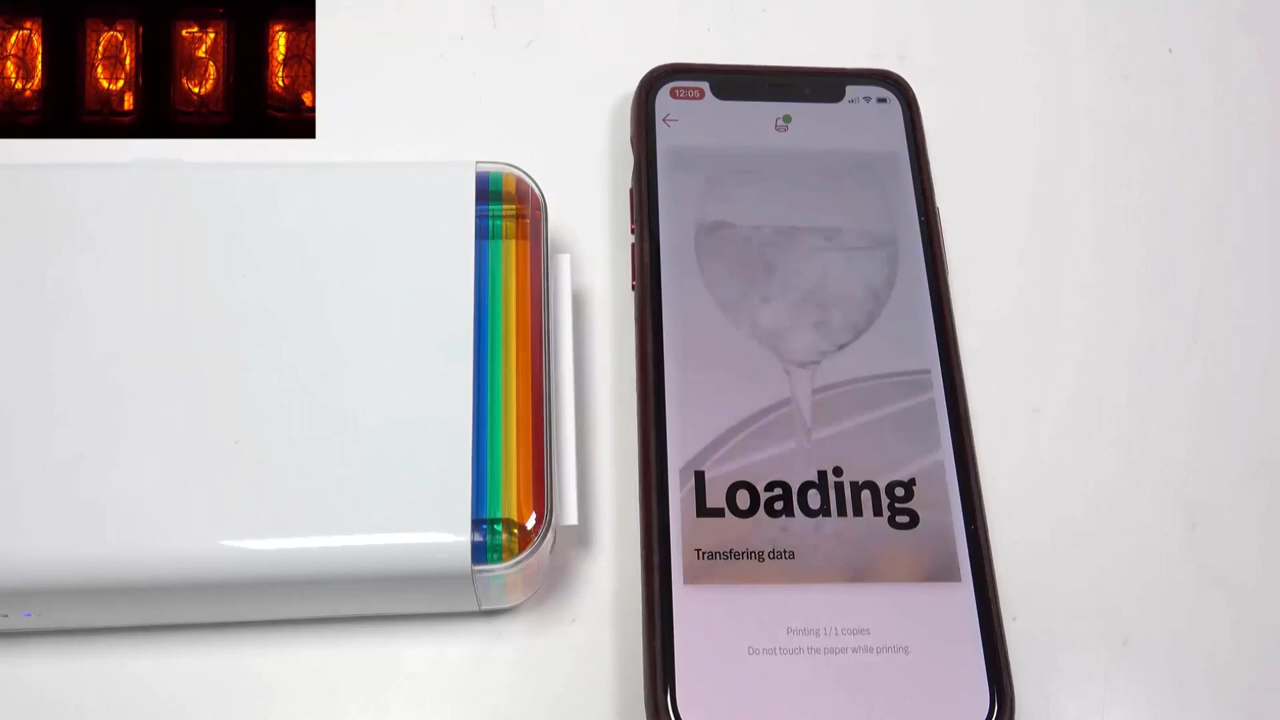 12:05
Loading
Transfering data
Printing 1/1 copies
Do not touch the paper while printing.